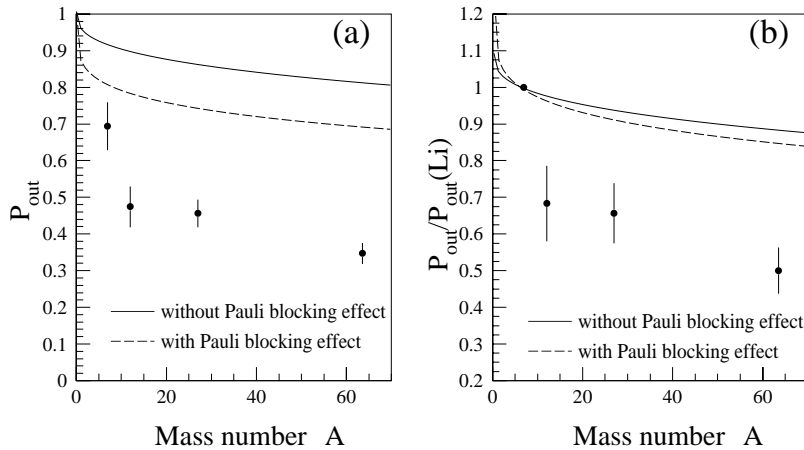 (a)
P_out
1
0.9
0.8
0.7
0.6
0.5
0.4
0.3
0.2
0.1
0
without Pauli blocking effect
with Pauli blocking effect
0 20 40 60
Mass number A
(b)
P_out/P_out(Li)
1.2
1.1
1
0.9
0.8
0.7
0.6
0.5
0.4
0.3
0.2
without Pauli blocking effect
with Pauli blocking effect
0 20 40 60
Mass number A